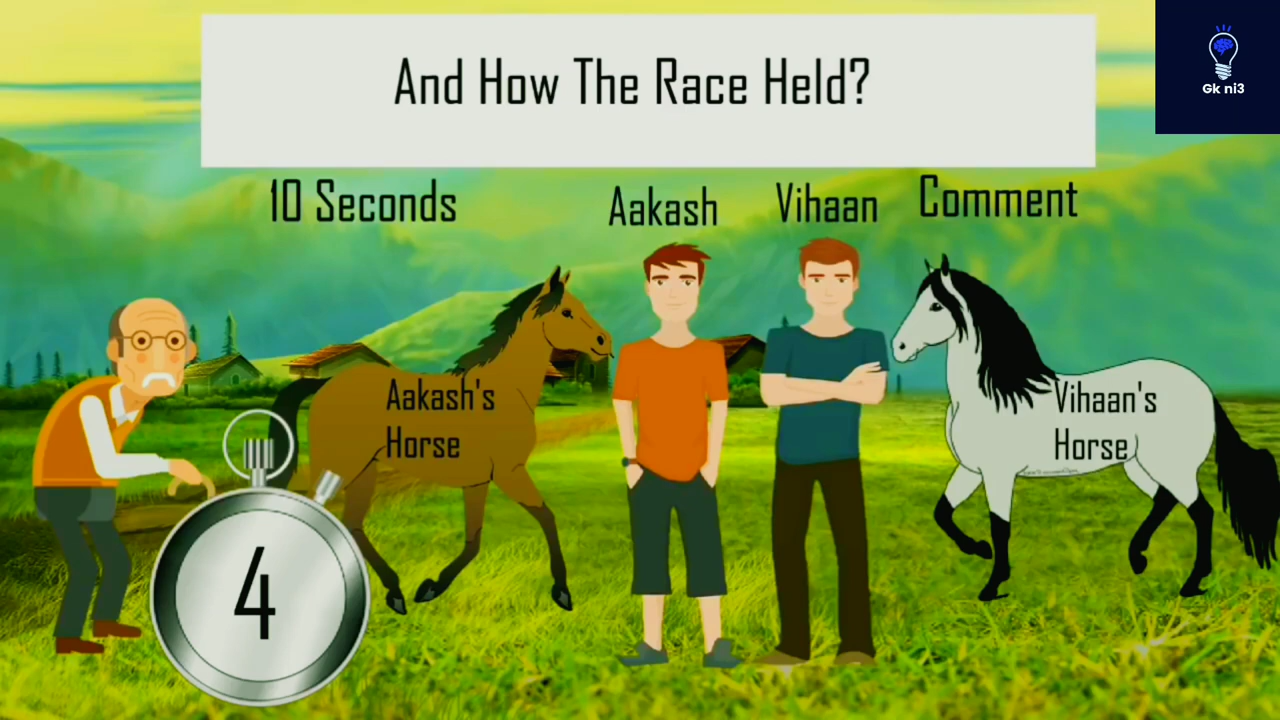 And How The Race Held?
Gk ni3
10 Seconds
Aakash
Vihaan
Comment
Aakash's
Horse
Vihaan's
Horse
4